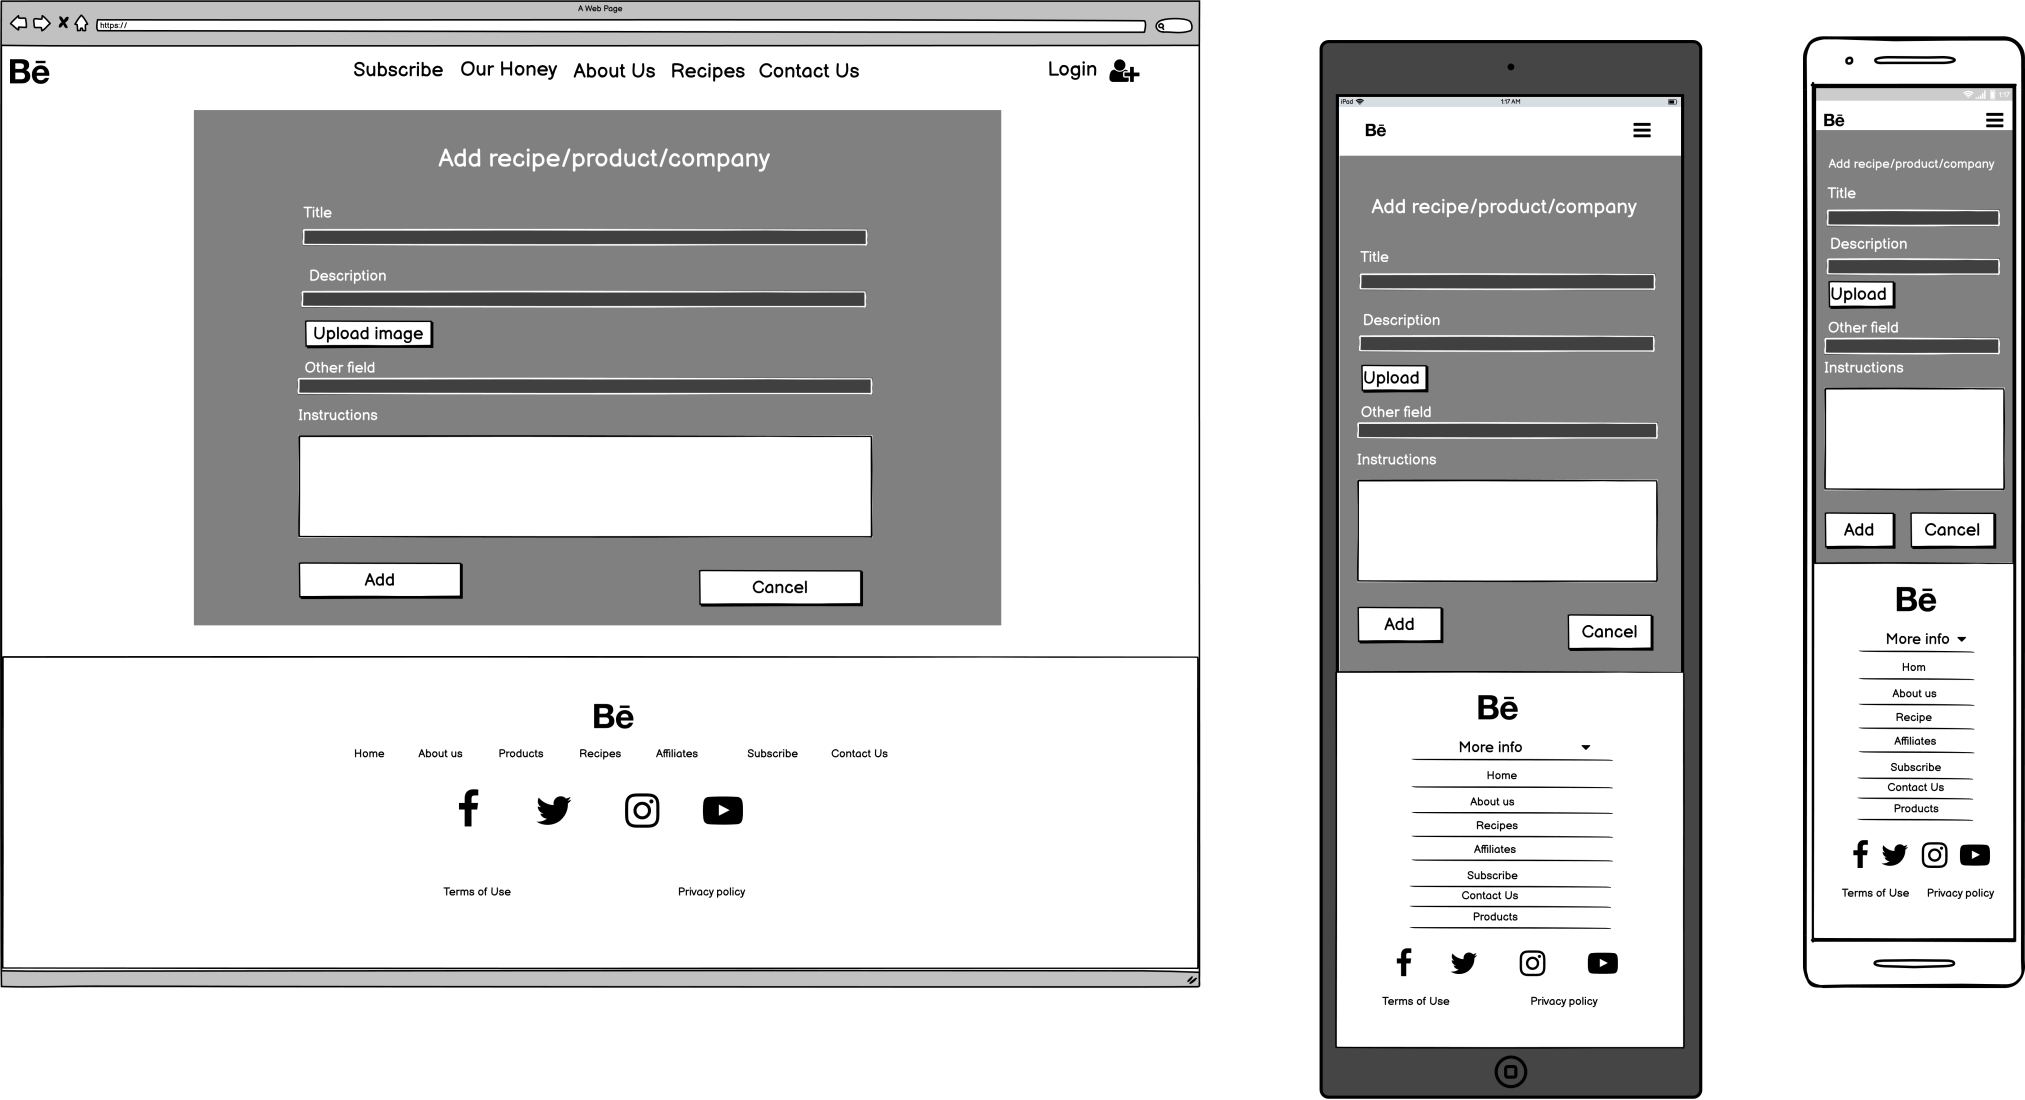 A Web Page
https://
Bē
Subscribe Our Honey About Us Recipes Contact Us
Login
Add recipe/product/company
Title
Description
Upload image
Other field
Instructions
Add
Cancel
Bē
Home About us Products Recipes Affiliates Subscribe Contact Us
Terms of Use Privacy policy
iPad 1:17 AM
Bē
Add recipe/product/company
Title
Description
Upload
Other field
Instructions
Add
Cancel
Bē
More info
Home
About us
Recipes
Affiliates
Subscribe
Contact Us
Products
Terms of Use Privacy policy
1:17
Bē
Add recipe/product/company
Title
Description
Upload
Other field
Instructions
Add Cancel
Bē
More info
Hom
About us
Recipe
Affiliates
Subscribe
Contact Us
Products
Terms of Use Privacy policy